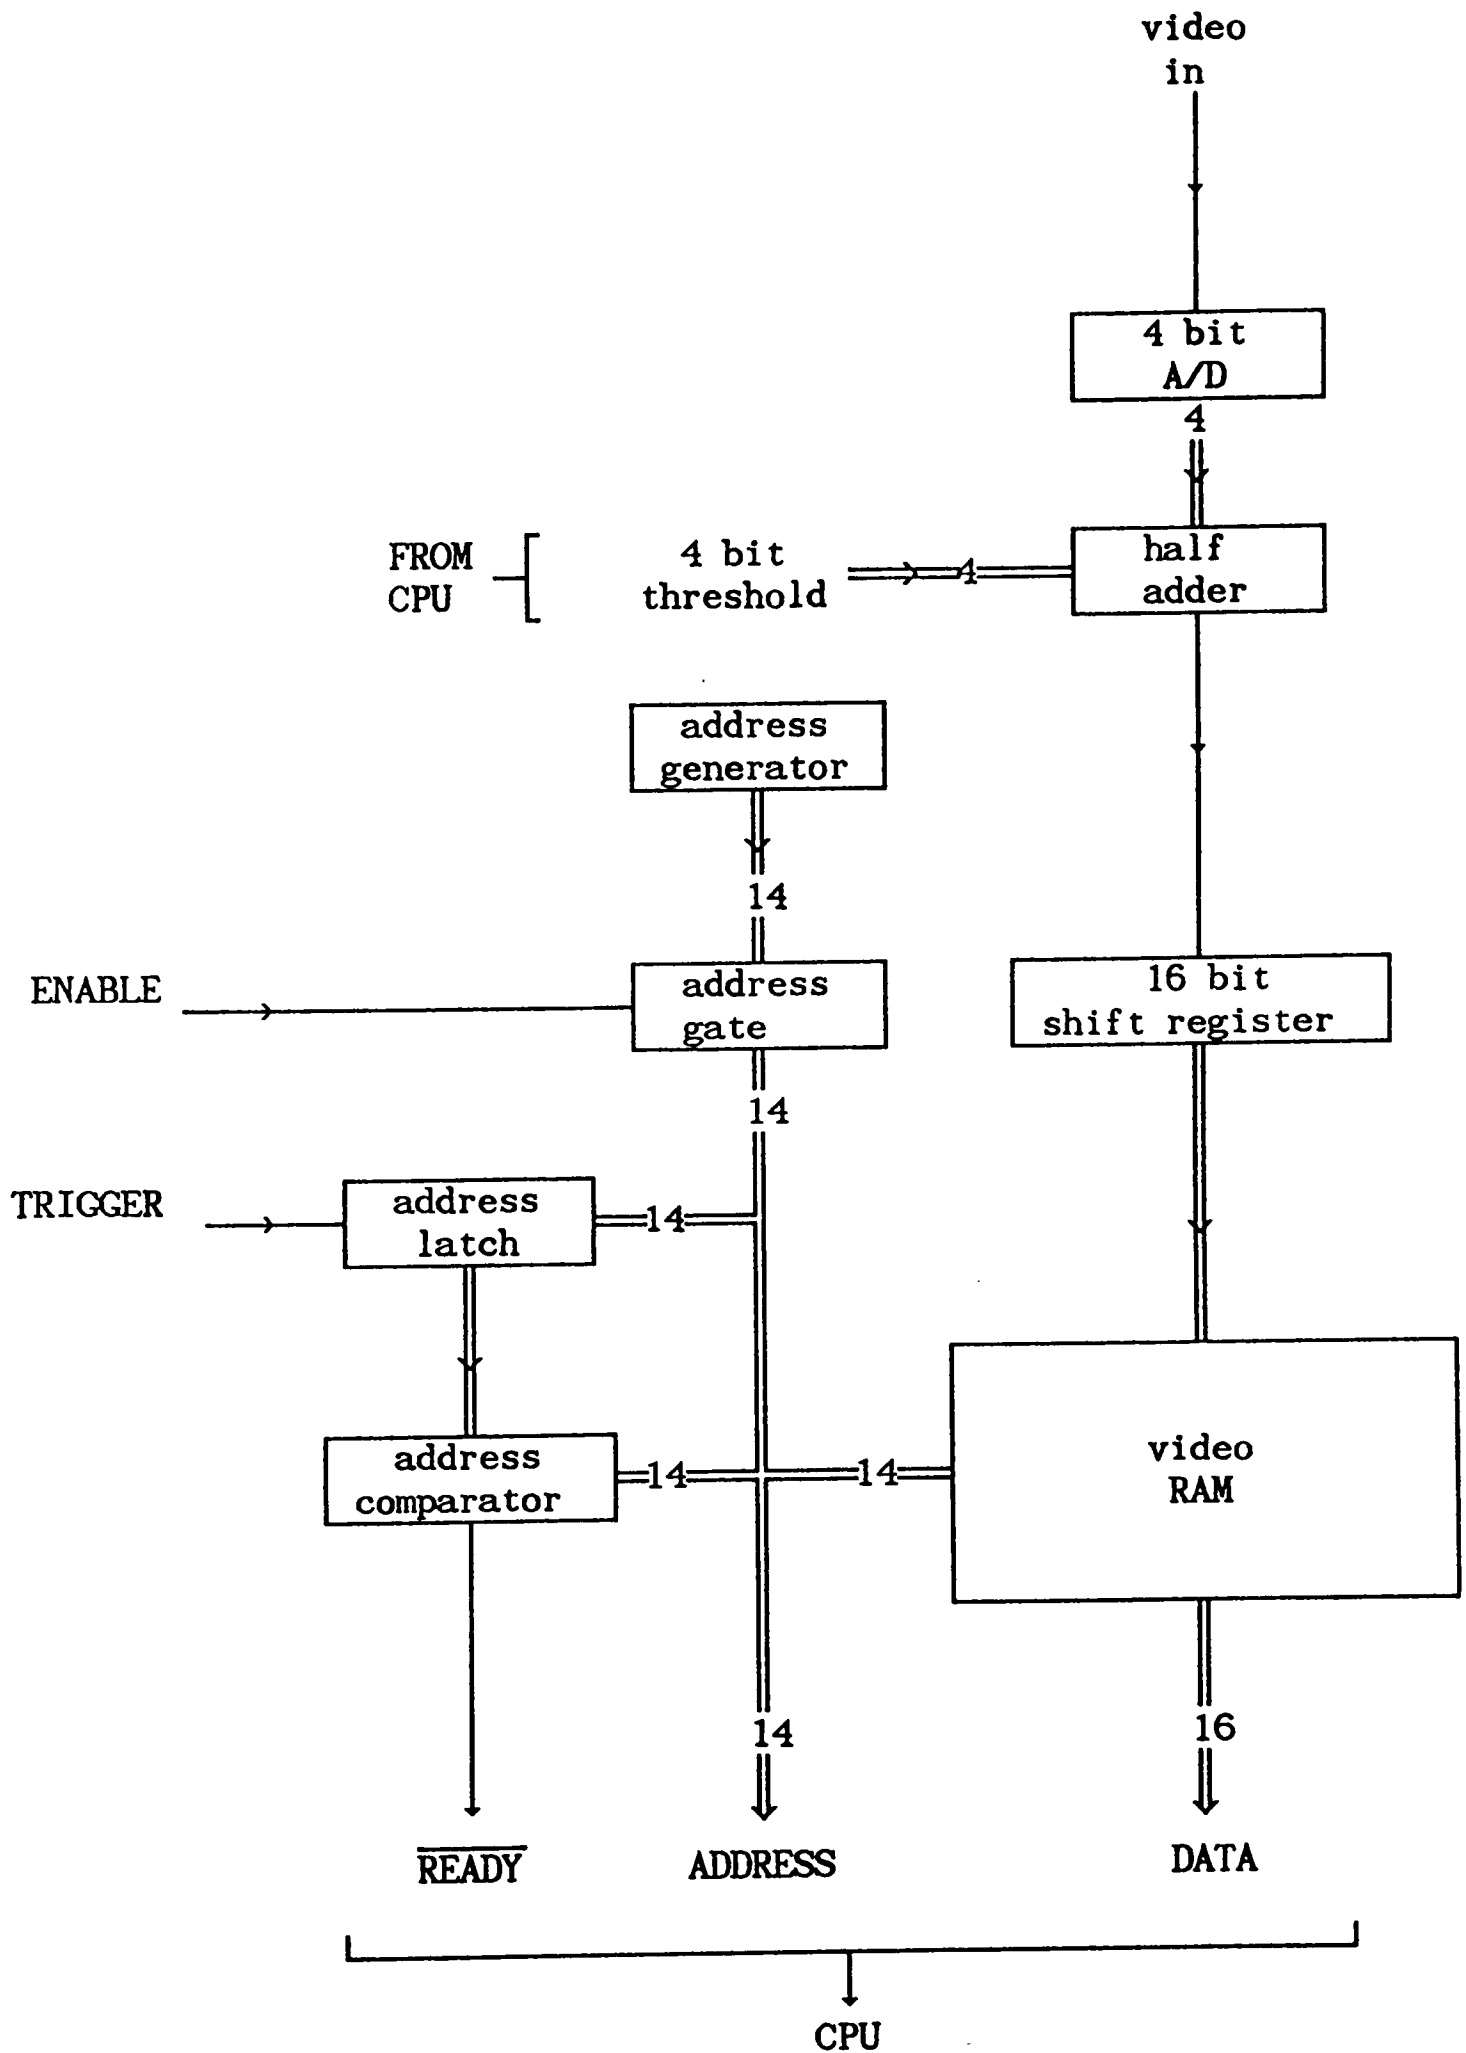 video
in
4 bit
A/D
4
FROM
CPU
4 bit
threshold
4
half
adder
address
generator
14
ENABLE
address
gate
16 bit
shift register
14
TRIGGER
address
latch
14
address
comparator
14
14
video
RAM
14
16
READY
ADDRESS
DATA
CPU